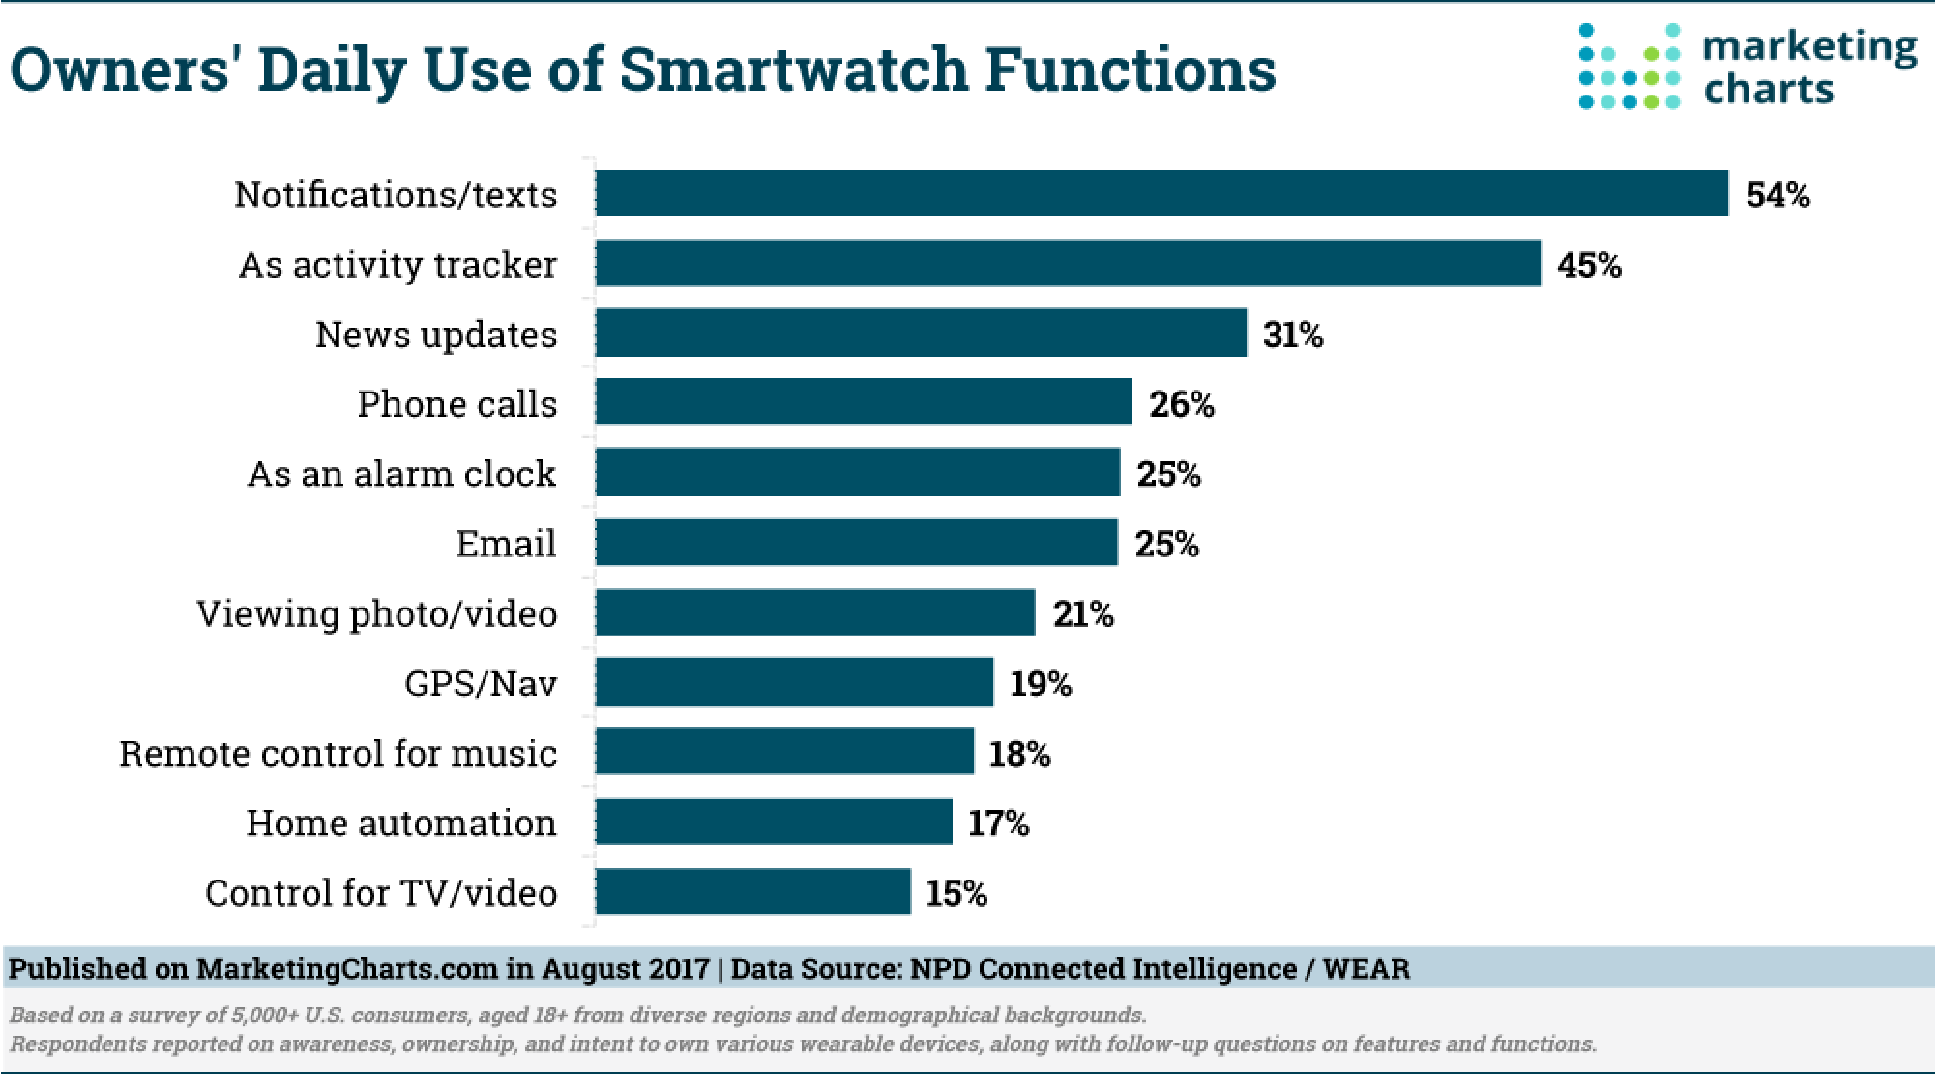 Owners' Daily Use of Smartwatch Functions
marketing
charts
Notifications/texts 54%
As activity tracker 45%
News updates 31%
Phone calls 26%
As an alarm clock 25%
Email 25%
Viewing photo/video 21%
GPS/Nav 19%
Remote control for music 18%
Home automation 17%
Control for TV/video 15%
Published on MarketingCharts.com in August 2017 | Data Source: NPD Connected Intelligence / WEAR
Based on a survey of 5,000+ U.S. consumers, aged 18+ from diverse regions and demographical backgrounds.
Respondents reported on awareness, ownership, and intent to own various wearable devices, along with follow-up questions on features and functions.